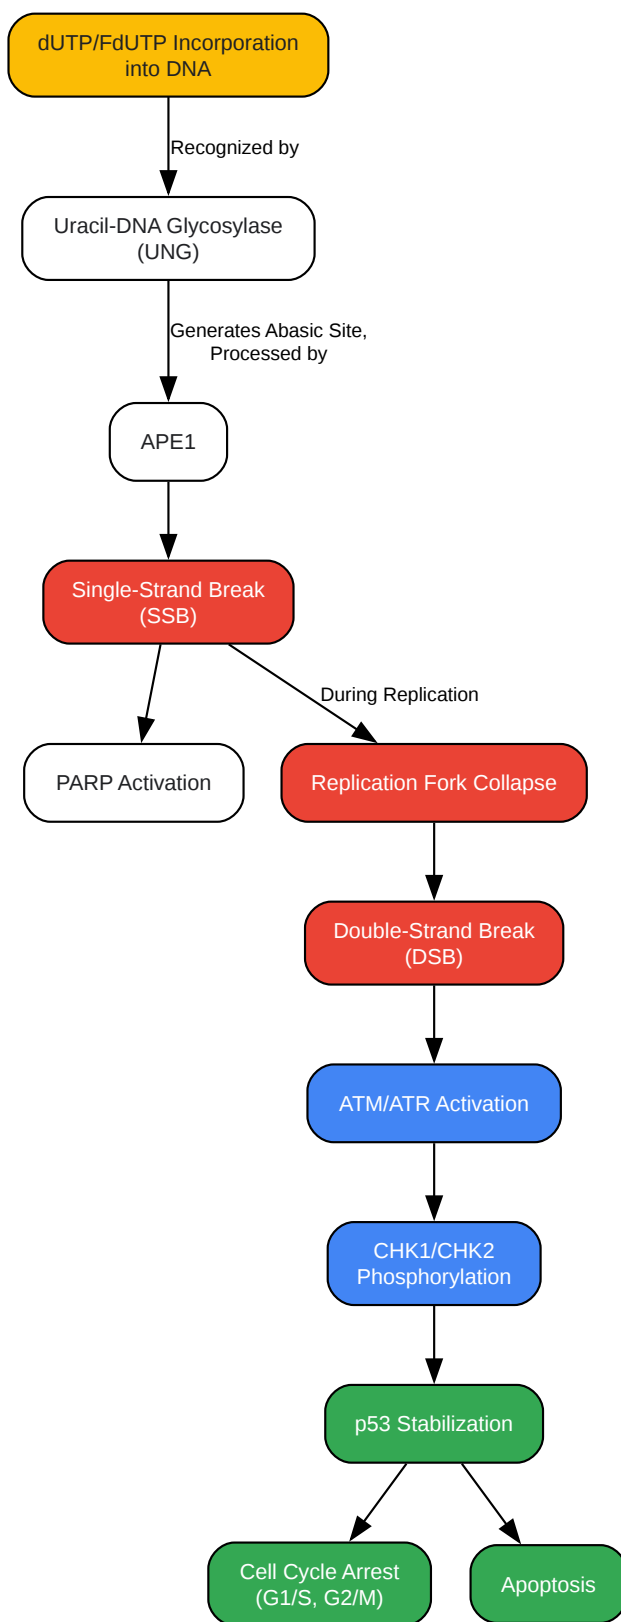 dUTP/FdUTP Incorporation
into DNA
Recognized by
Uracil-DNA Glycosylase
(UNG)
Generates Abasic Site,
Processed by
APE1
Single-Strand Break
(SSB)
During Replication
PARP Activation
Replication Fork Collapse
Double-Strand Break
(DSB)
ATM/ATR Activation
CHK1/CHK2
Phosphorylation
p53 Stabilization
Cell Cycle Arrest
(G1/S, G2/M)
Apoptosis